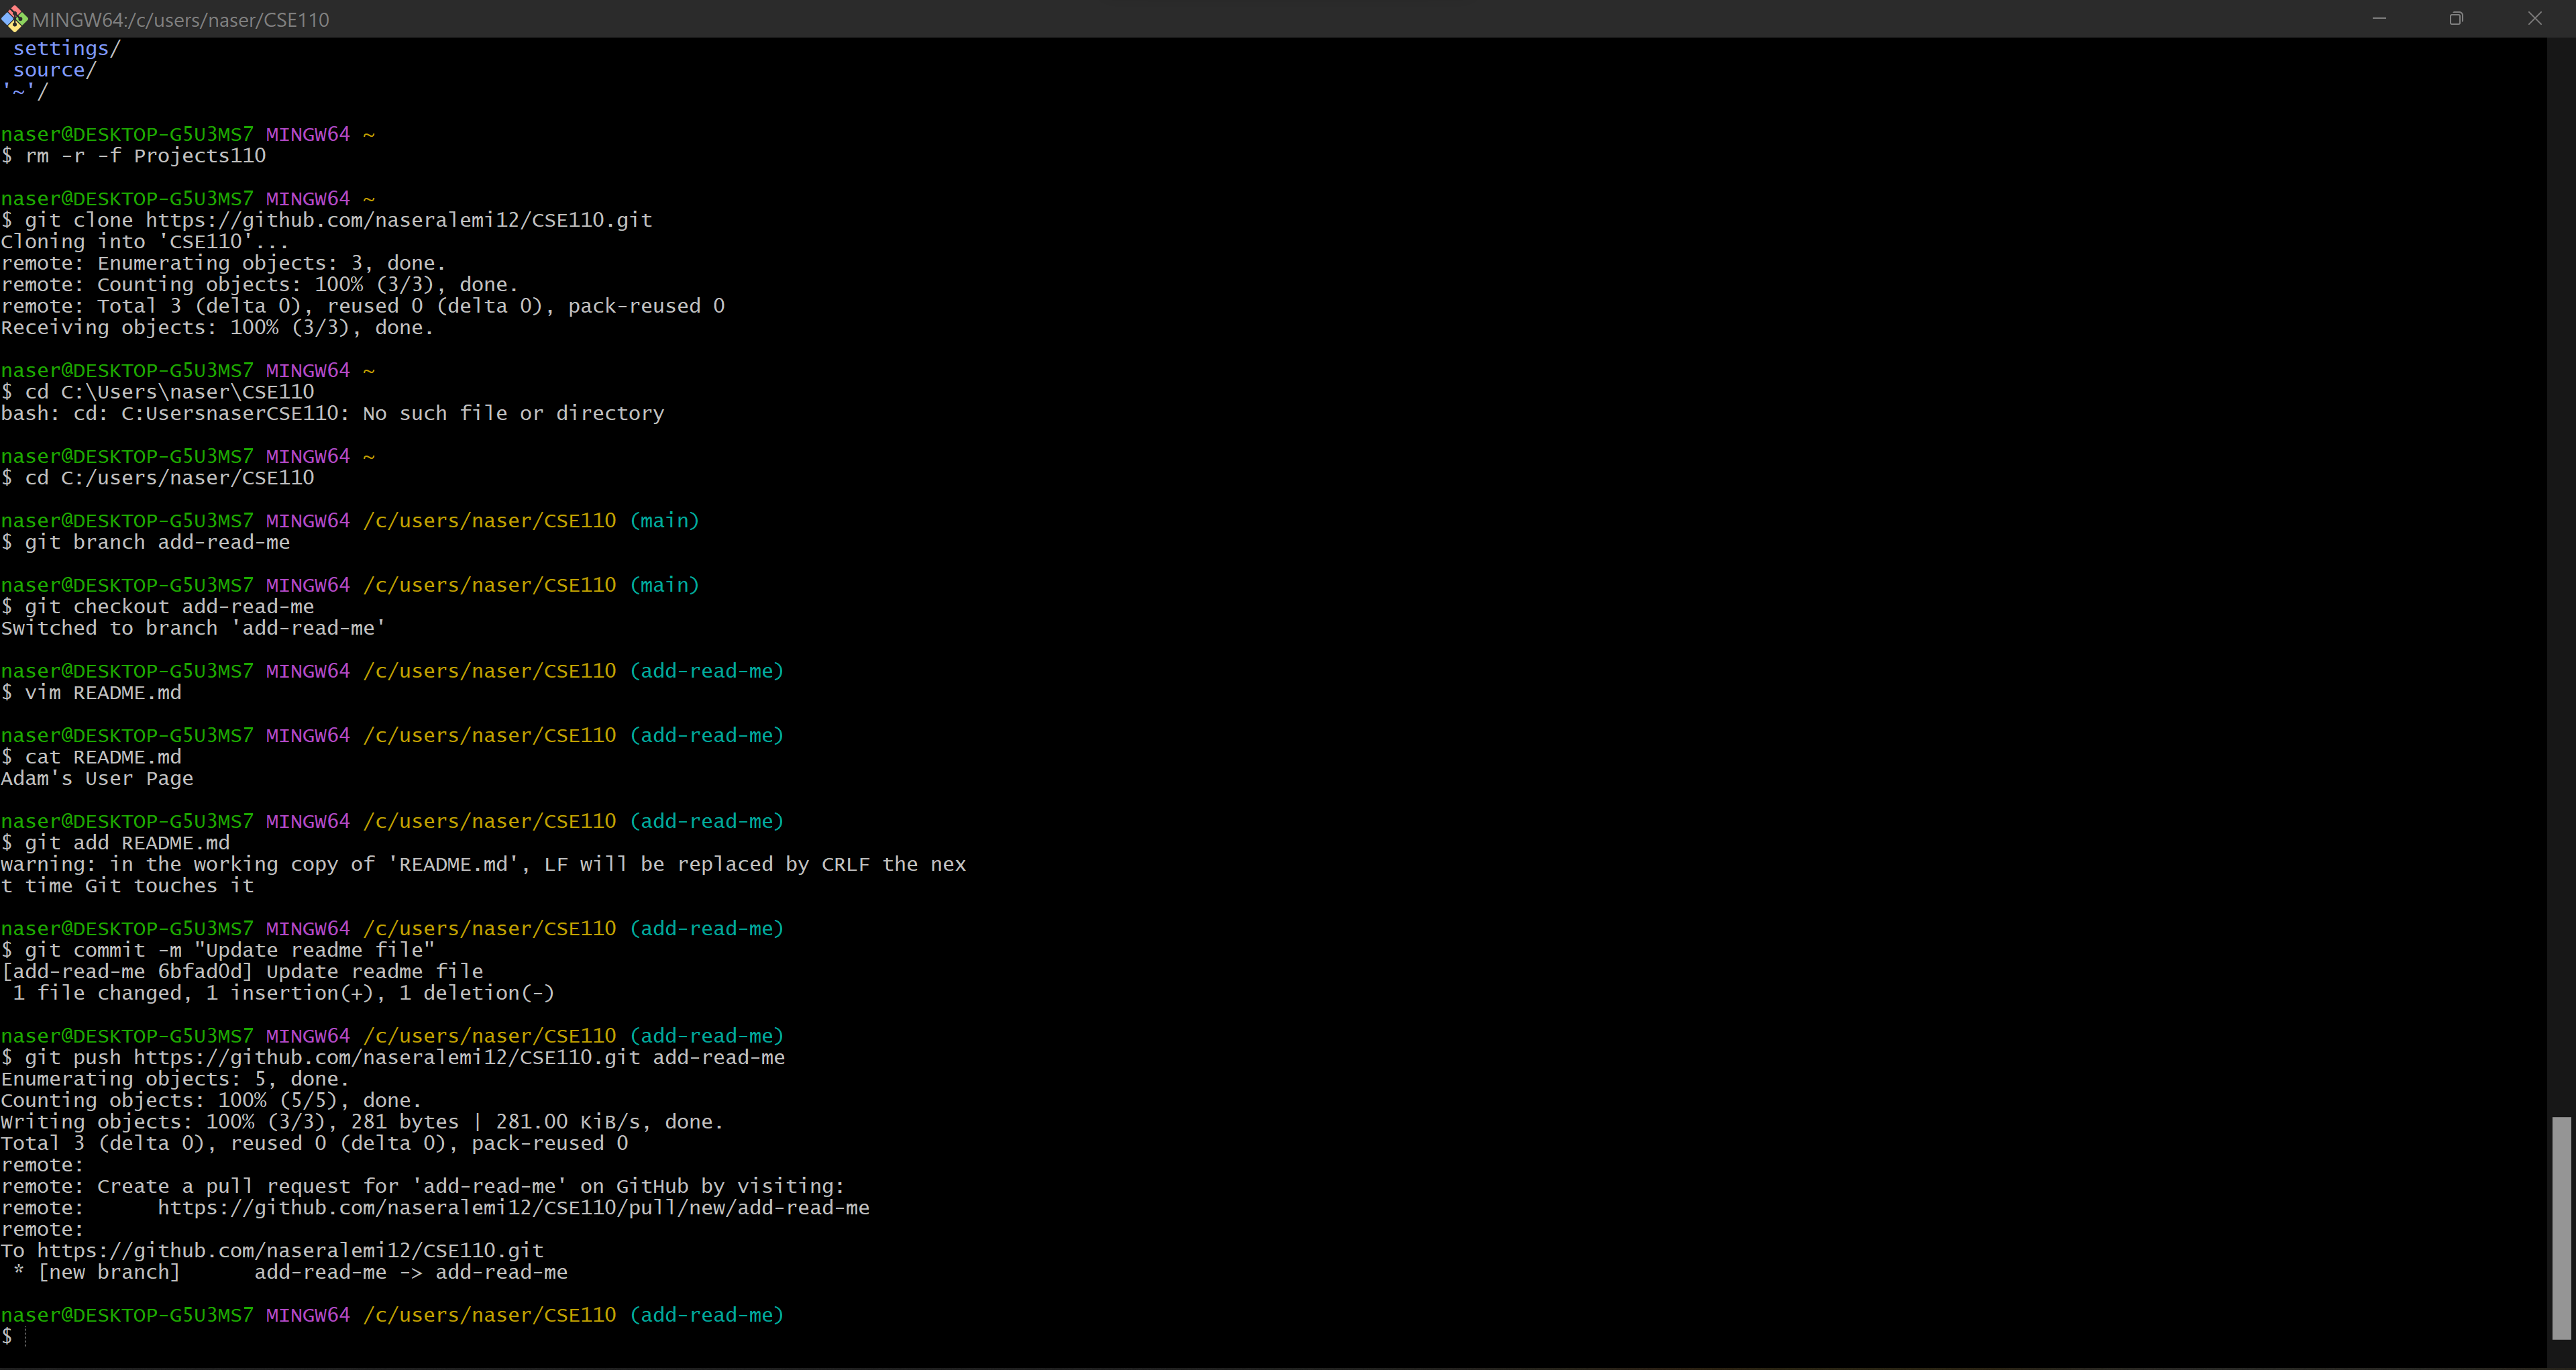 MINGW64:/c/users/naser/CSE110
settings/
source/
'~'/
naser@DESKTOP-G5U3MS7 MINGW64 ~
$ rm -r -f Projects110
naser@DESKTOP-G5U3MS7 MINGW64 ~
$ git clone https://github.com/naseralemi12/CSE110.git
Cloning into 'CSE110'...
remote: Enumerating objects: 3, done.
remote: Counting objects: 100% (3/3), done.
remote: Total 3 (delta 0), reused 0 (delta 0), pack-reused 0
Receiving objects: 100% (3/3), done.
naser@DESKTOP-G5U3MS7 MINGW64 ~
$ cd C:\Users\naser\CSE110
bash: cd: C:UsersnaserCSE110: No such file or directory
naser@DESKTOP-G5U3MS7 MINGW64 ~
$ cd C:/users/naser/CSE110
naser@DESKTOP-G5U3MS7 MINGW64 /c/users/naser/CSE110 (main)
$ git branch add-read-me
naser@DESKTOP-G5U3MS7 MINGW64 /c/users/naser/CSE110 (main)
$ git checkout add-read-me
Switched to branch 'add-read-me'
naser@DESKTOP-G5U3MS7 MINGW64 /c/users/naser/CSE110 (add-read-me)
$ vim README.md
naser@DESKTOP-G5U3MS7 MINGW64 /c/users/naser/CSE110 (add-read-me)
$ cat README.md
Adam's User Page
naser@DESKTOP-G5U3MS7 MINGW64 /c/users/naser/CSE110 (add-read-me)
$ git add README.md
warning: in the working copy of 'README.md', LF will be replaced by CRLF the nex
t time Git touches it
naser@DESKTOP-G5U3MS7 MINGW64 /c/users/naser/CSE110 (add-read-me)
$ git commit -m "Update readme file"
[add-read-me 6bfad0d] Update readme file
1 file changed, 1 insertion(+), 1 deletion(-)
naser@DESKTOP-G5U3MS7 MINGW64 /c/users/naser/CSE110 (add-read-me)
$ git push https://github.com/naseralemi12/CSE110.git add-read-me
Enumerating objects: 5, done.
Counting objects: 100% (5/5), done.
Writing objects: 100% (3/3), 281 bytes | 281.00 KiB/s, done.
Total 3 (delta 0), reused 0 (delta 0), pack-reused 0
remote:
remote: Create a pull request for 'add-read-me' on GitHub by visiting:
remote:      https://github.com/naseralemi12/CSE110/pull/new/add-read-me
remote:
To https://github.com/naseralemi12/CSE110.git
* [new branch]      add-read-me -> add-read-me
naser@DESKTOP-G5U3MS7 MINGW64 /c/users/naser/CSE110 (add-read-me)
$